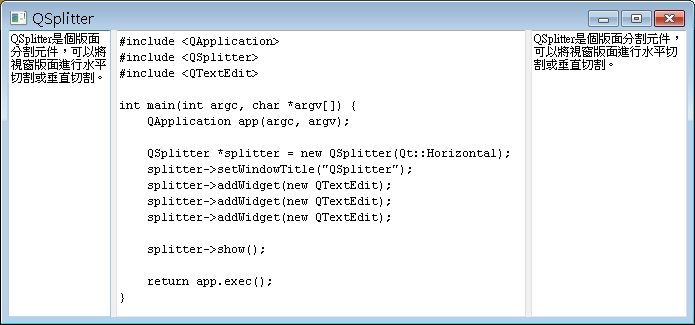 QSplitter
QSplitter是個版面
分割元件，可以將
視窗版面進行水平
切割或垂直切割。
#include <QApplication>
#include <QSplitter>
#include <QTextEdit>
int main(int argc, char *argv[]) {
    QApplication app(argc, argv);
    QSplitter *splitter = new QSplitter(Qt::Horizontal);
    splitter->setWindowTitle("QSplitter");
    splitter->addWidget(new QTextEdit);
    splitter->addWidget(new QTextEdit);
    splitter->addWidget(new QTextEdit);
    splitter->show();
    return app.exec();
}
QSplitter是個版面分割元件，
可以將視窗版面進行水平切
割或垂直切割。